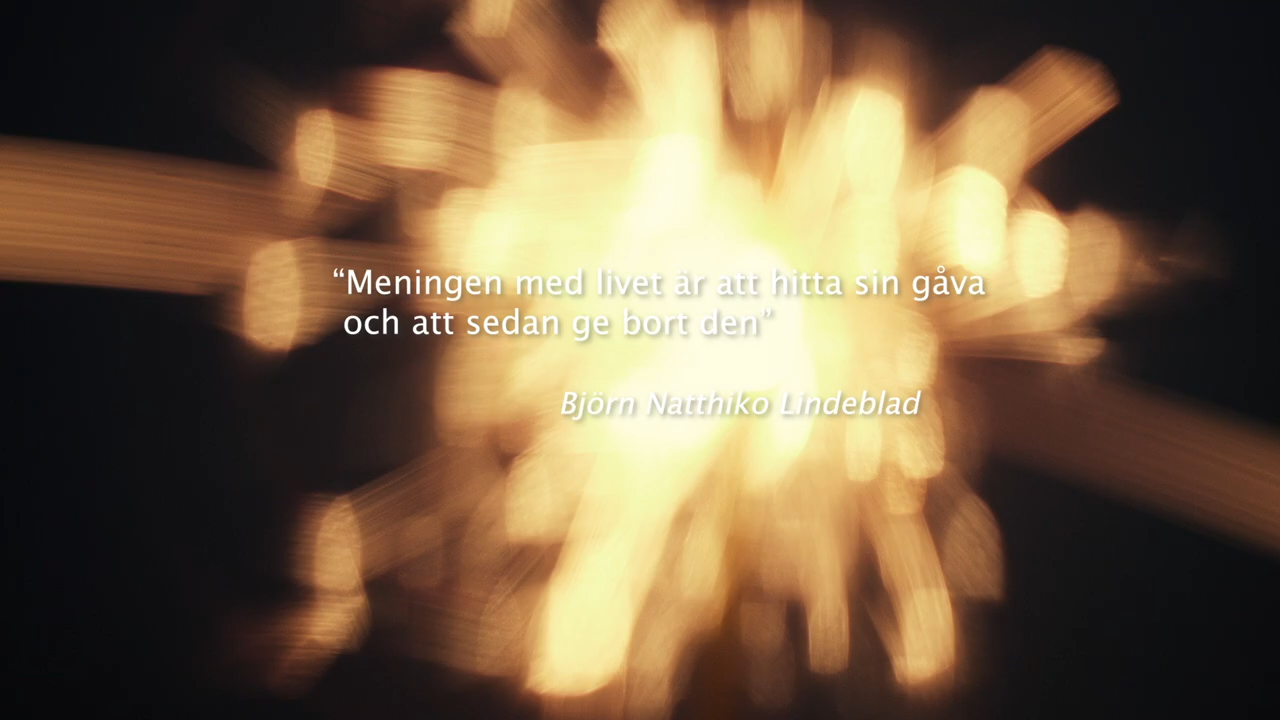 “Meningen med livet är att hitta sin gåva
och att sedan ge bort den”
Björn Natthiko Lindeblad